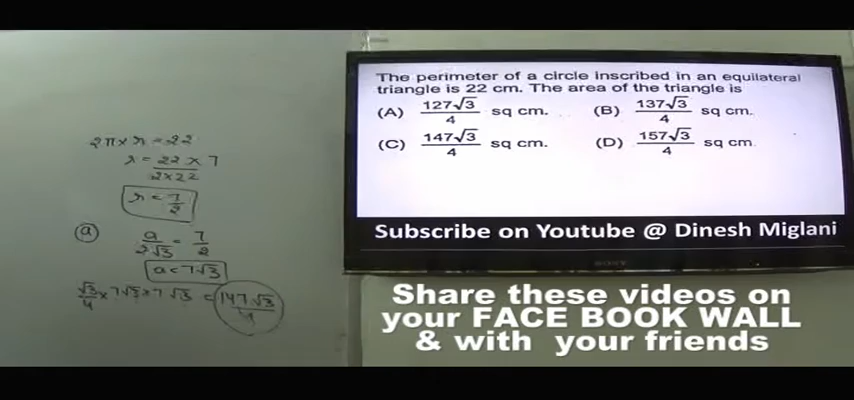 2π × r = 22
r = 22 × 7
2 × 22
r = 7/2
a
a/2√3 = 7/2
a = 7√3
√3/4 × 7√3 × 7√3 = 147√3/4
The perimeter of a circle inscribed in an equilateral
triangle is 22 cm. The area of the triangle is
(A) 127√3/4 sq cm. (B) 137√3/4 sq cm.
(C) 147√3/4 sq cm. (D) 157√3/4 sq cm
Subscribe on Youtube @ Dinesh Miglani
SONY
Share these videos on
your FACE BOOK WALL
& with your friends